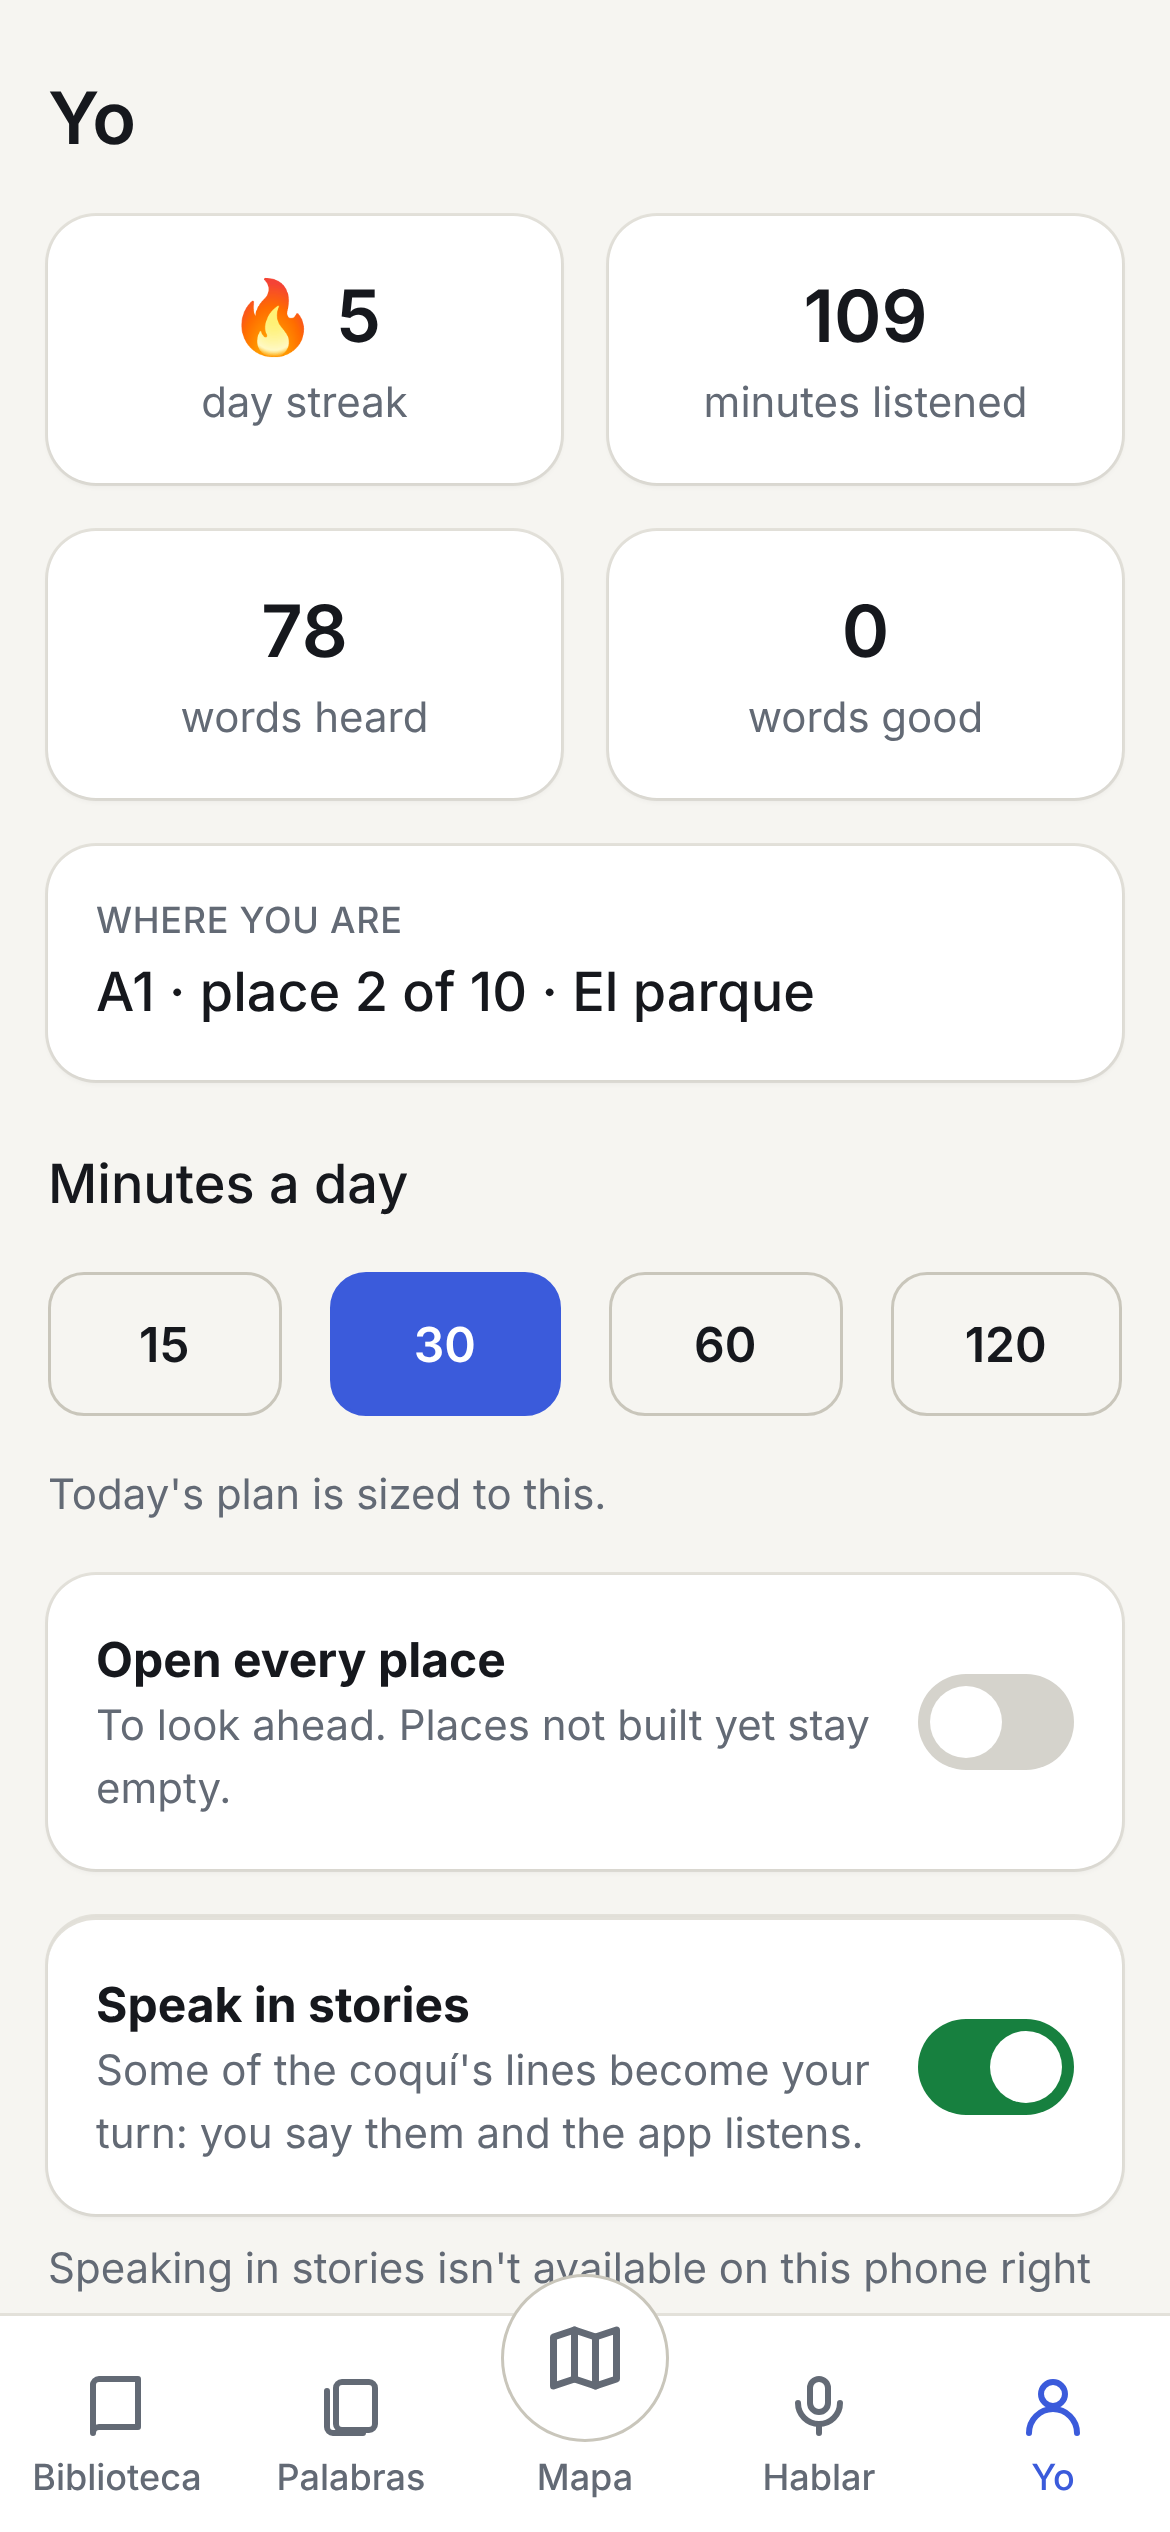 Yo
🔥 5
day streak
109
minutes listened
78
words heard
0
words good
WHERE YOU ARE
A1 · place 2 of 10 · El parque
Minutes a day
15
30
60
120
Today's plan is sized to this.
Open every place
To look ahead. Places not built yet stay
empty.
Speak in stories
Some of the coquí's lines become your
turn: you say them and the app listens.
Speaking in stories isn't available on this phone right
Biblioteca
Palabras
Mapa
Hablar
Yo